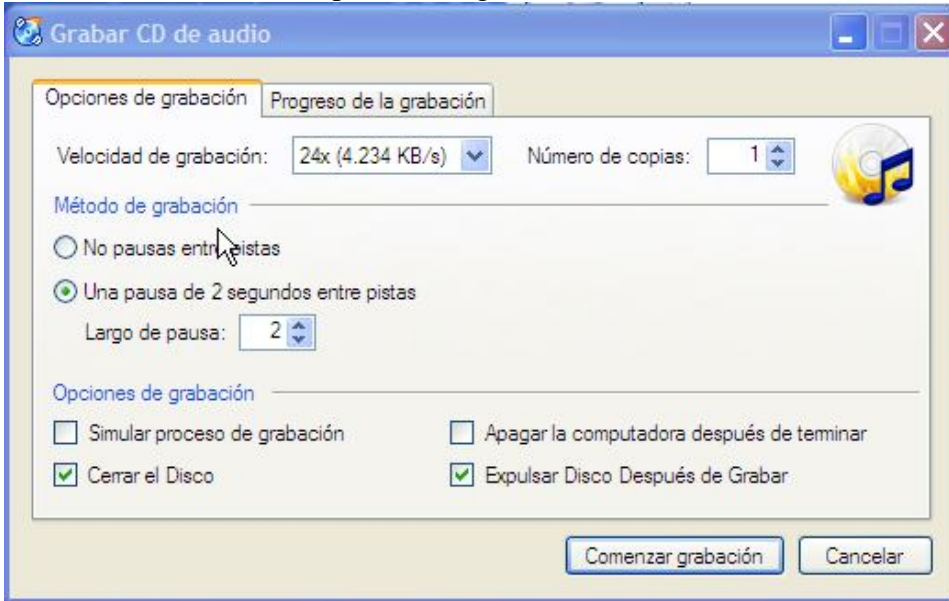 Grabar CD de audio
Opciones de grabación Progreso de la grabación
Velocidad de grabación: 24x (4.234 KB/s) Número de copias: 1
Método de grabación
No pausas entre pistas
Una pausa de 2 segundos entre pistas
Largo de pausa: 2
Opciones de grabación
Simular proceso de grabación Apagar la computadora después de terminar
Cerrar el Disco Expulsar Disco Después de Grabar
Comenzar grabación Cancelar